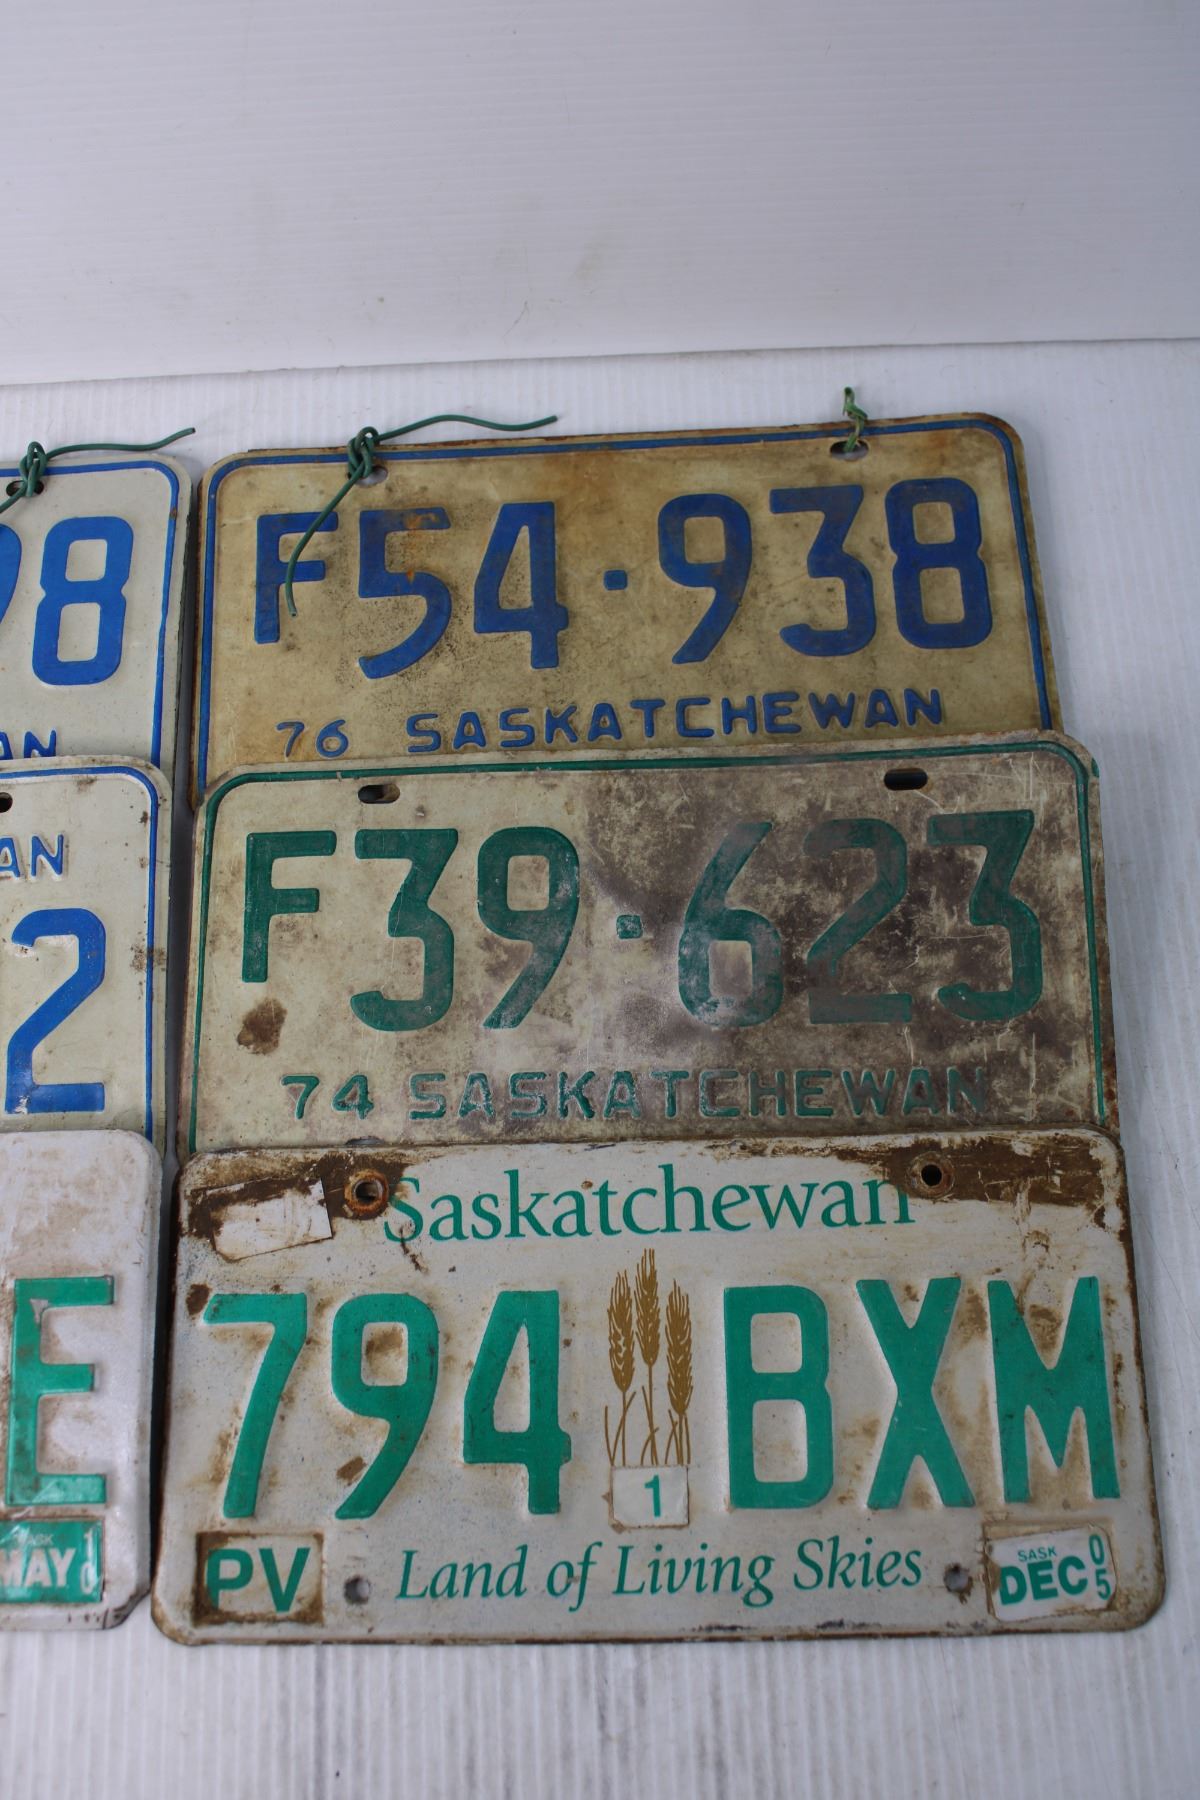 98
F54·938
76 SASKATCHEWAN
AN
2
F39·623
74 SASKATCHEWAN
Saskatchewan
E
794 BXM
1
MAY 10
PV
Land of Living Skies
SASK
DEC 05